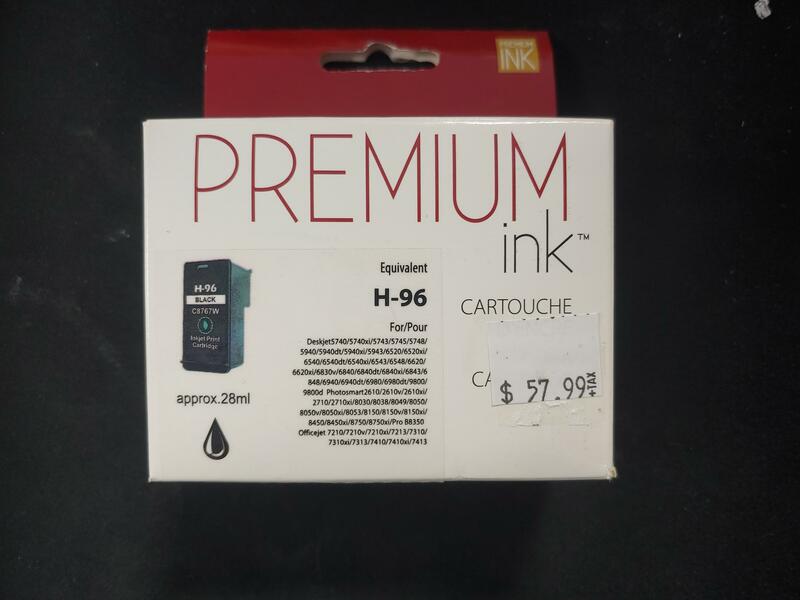 PREMIUM
INK
PREMIUM
ink™
Equivalent
H-96
For/Pour
Deskjet5740/5740xi/5743/5745/5748/
5940/5940dt/5940xi/5943/6520/6520xi/
6540/6540dt/6540xi/6543/6548/6620/
6620xi/6830v/6840/6840dt/6840xi/6843/6
848/6940/6940dt/6980/6980dt/9800/
9800d Photosmart2610/2610v/2610xi/
2710/2710xi/8030/8038/8049/8050/
8050v/8050xi/8053/8150/8150v/8150xi/
8450/8450xi/8750/8750xi/Pro B8350
Officejet 7210/7210v/7210xi/7213/7310/
7310xi/7313/7410/7410xi/7413
H-96
BLACK
C8767W
Inkjet Print
Cartridge
approx.28ml
CARTOUCHE
CA
$ 57.99
+TAX